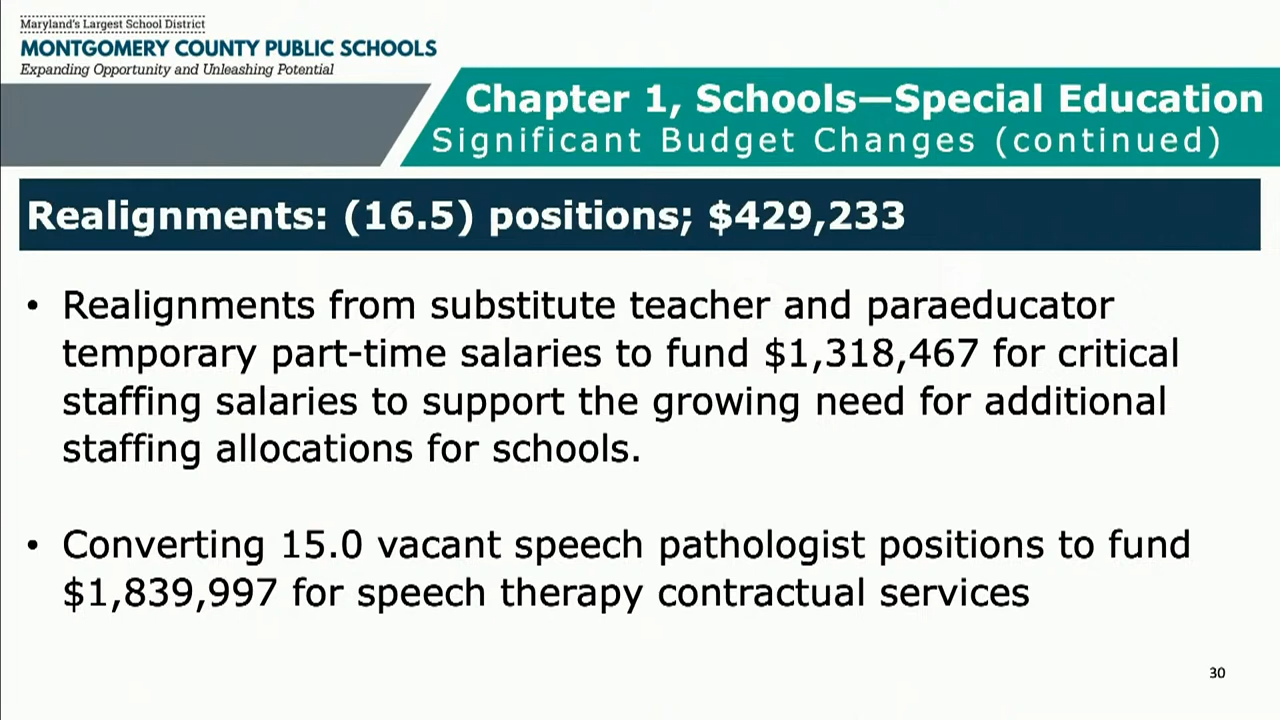 Maryland's Largest School District
MONTGOMERY COUNTY PUBLIC SCHOOLS
Expanding Opportunity and Unleashing Potential
Chapter 1, Schools—Special Education
Significant Budget Changes (continued)
Realignments: (16.5) positions; $429,233
• Realignments from substitute teacher and paraeducator
temporary part-time salaries to fund $1,318,467 for critical
staffing salaries to support the growing need for additional
staffing allocations for schools.
• Converting 15.0 vacant speech pathologist positions to fund
$1,839,997 for speech therapy contractual services
30